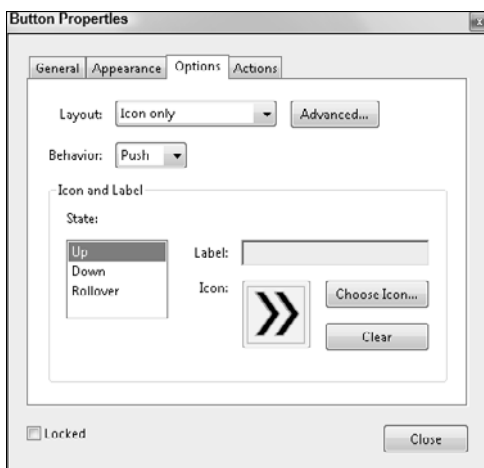 Button Properties
General Appearance Options Actions
Layout: Icon only Advanced...
Behavior: Push
Icon and Label
State:
Up Label:
Down
Rollover Icon: Choose Icon...
Clear
Locked Close